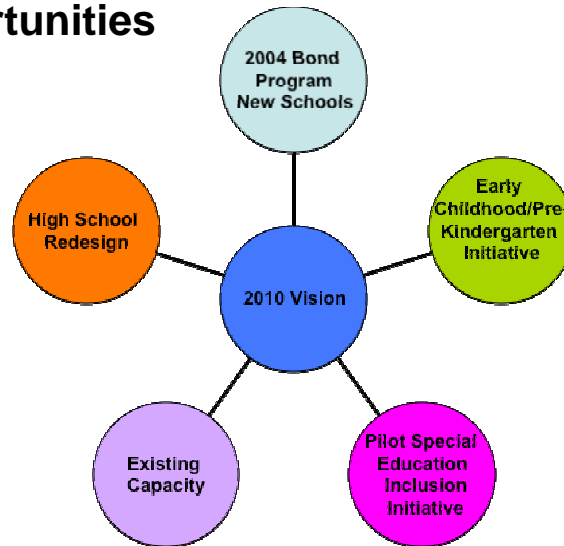 rtunities
2004 Bond
Program
New Schools
High School
Redesign
Early
Childhood/Pre-
Kindergarten
Initiative
2010 Vision
Existing
Capacity
Pilot Special
Education
Inclusion
Initiative